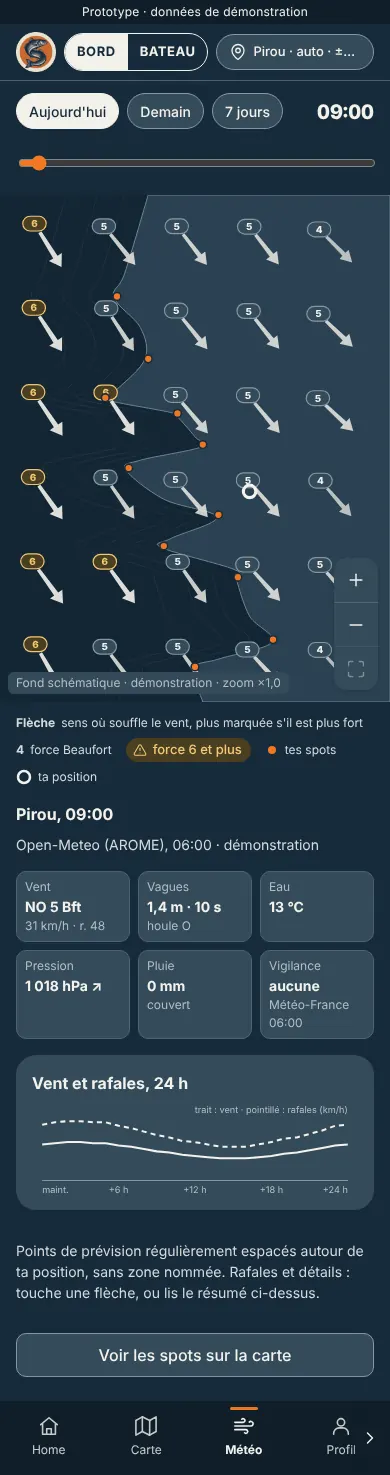 Prototype · données de démonstration
BORD BATEAU Pirou · auto · ±…
Aujourd'hui Demain 7 jours 09:00
6 5 5 5 4
6 5 5 5 5
6 6 5 5 5
6 5 5 5 4
6 6 5 5 5
6 5 5 5 4
Fond schématique · démonstration · zoom ×1,0
Flèche sens où souffle le vent, plus marquée s'il est plus fort
4 force Beaufort force 6 et plus tes spots
ta position
Pirou, 09:00
Open-Meteo (AROME), 06:00 · démonstration
Vent Vagues Eau
NO 5 Bft 1,4 m · 10 s 13 °C
31 km/h · r. 48 houle O
Pression Pluie Vigilance
1 018 hPa ↗ 0 mm aucune
couvert Météo-France
06:00
Vent et rafales, 24 h
trait : vent · pointillé : rafales (km/h)
maint. +6 h +12 h +18 h +24 h
Points de prévision régulièrement espacés autour de
ta position, sans zone nommée. Rafales et détails :
touche une flèche, ou lis le résumé ci-dessus.
Voir les spots sur la carte
Home Carte Météo Profil